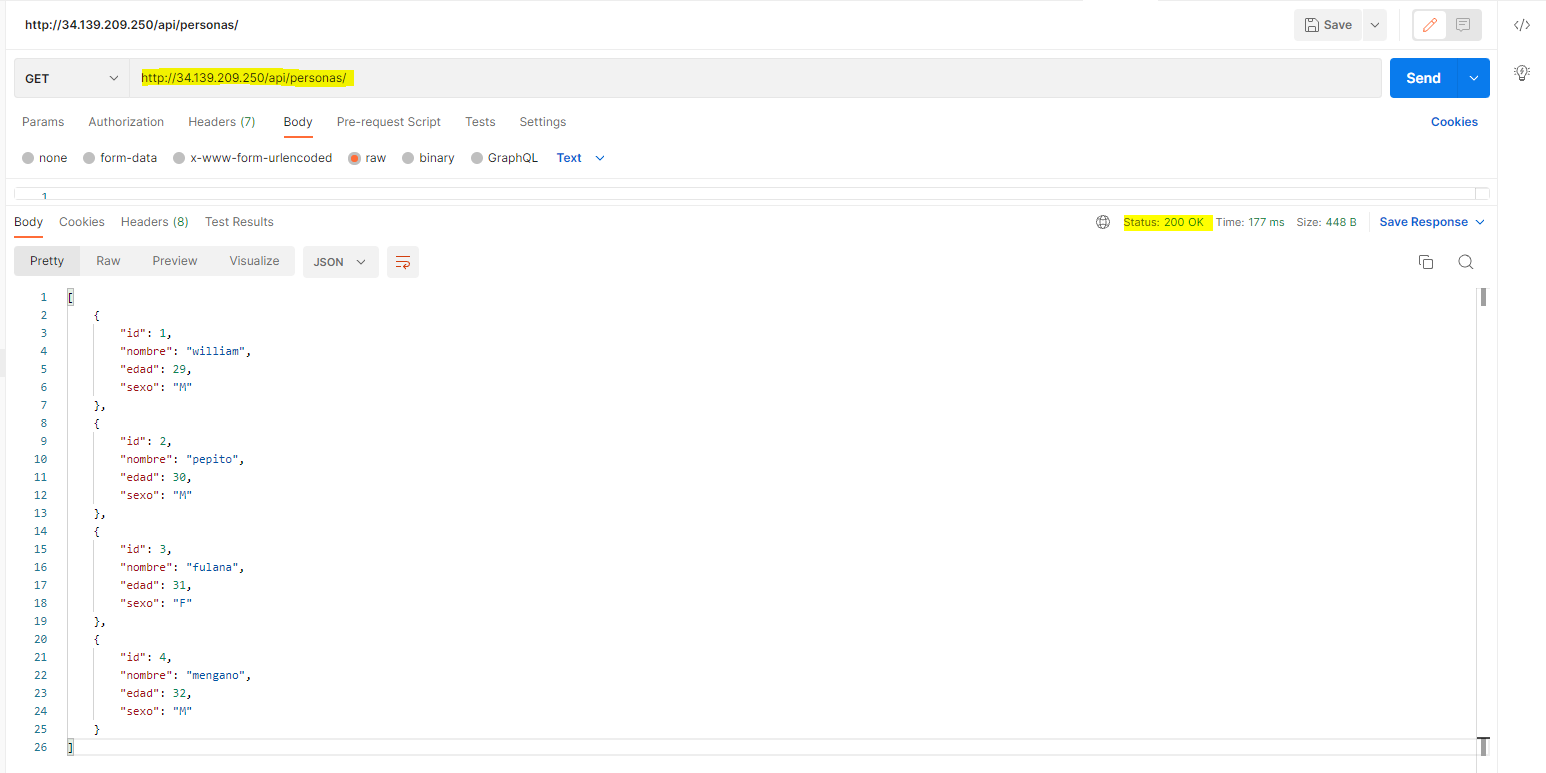 http://34.139.209.250/api/personas/
Save
GET
http://34.139.209.250/api/personas/
Send
Params Authorization Headers (7) Body Pre-request Script Tests Settings Cookies
none form-data x-www-form-urlencoded raw binary GraphQL Text
1
Body Cookies Headers (8) Test Results Status: 200 OK Time: 177 ms Size: 448 B Save Response
Pretty Raw Preview Visualize JSON
1 [
2 {
3 "id": 1,
4 "nombre": "william",
5 "edad": 29,
6 "sexo": "M"
7 },
8 {
9 "id": 2,
10 "nombre": "pepito",
11 "edad": 30,
12 "sexo": "M"
13 },
14 {
15 "id": 3,
16 "nombre": "fulana",
17 "edad": 31,
18 "sexo": "F"
19 },
20 {
21 "id": 4,
22 "nombre": "mengano",
23 "edad": 32,
24 "sexo": "M"
25 }
26 ]